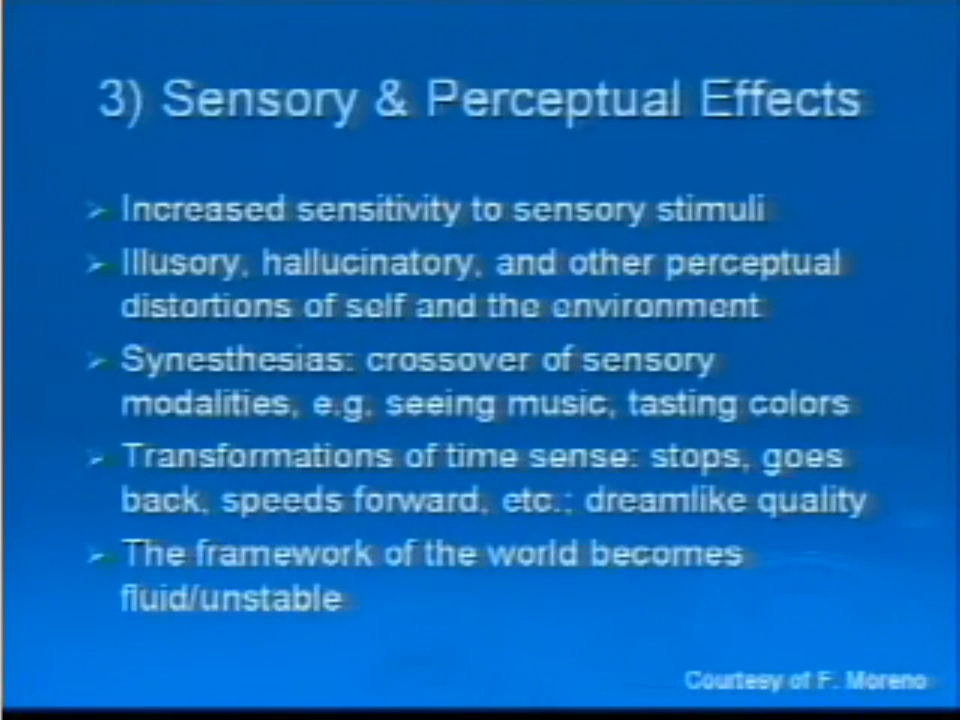 3) Sensory & Perceptual Effects
➢ Increased sensitivity to sensory stimuli
➢ Illusory, hallucinatory, and other perceptual
distortions of self and the environment
➢ Synesthesias: crossover of sensory
modalities, e.g. seeing music, tasting colors
➢ Transformations of time sense: stops, goes
back, speeds forward, etc.; dreamlike quality
➢ The framework of the world becomes
fluid/unstable
Courtesy of F. Moreno